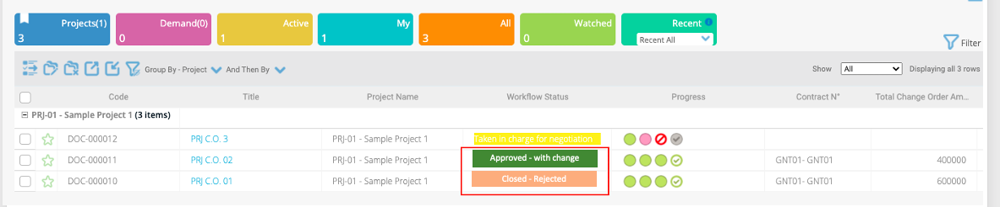 Projects(1) Demand(0) Active My All Watched Recent
3 0 1 1 3 0 Recent All
Filter
Group By - Project And Then By Show All Displaying all 3 rows
Code Title Project Name Workflow Status Progress Contract N° Total Change Order Am...
PRJ-01 - Sample Project 1 (3 items)
DOC-000012 PRJ C.O. 3 PRJ-01 - Sample Project 1 Taken in charge for negotiation
DOC-000011 PRJ C.O. 02 PRJ-01 - Sample Project 1 Approved - with change GNT01- GNT01 400000
DOC-000010 PRJ C.O. 01 PRJ-01 - Sample Project 1 Closed - Rejected GNT01- GNT01 600000